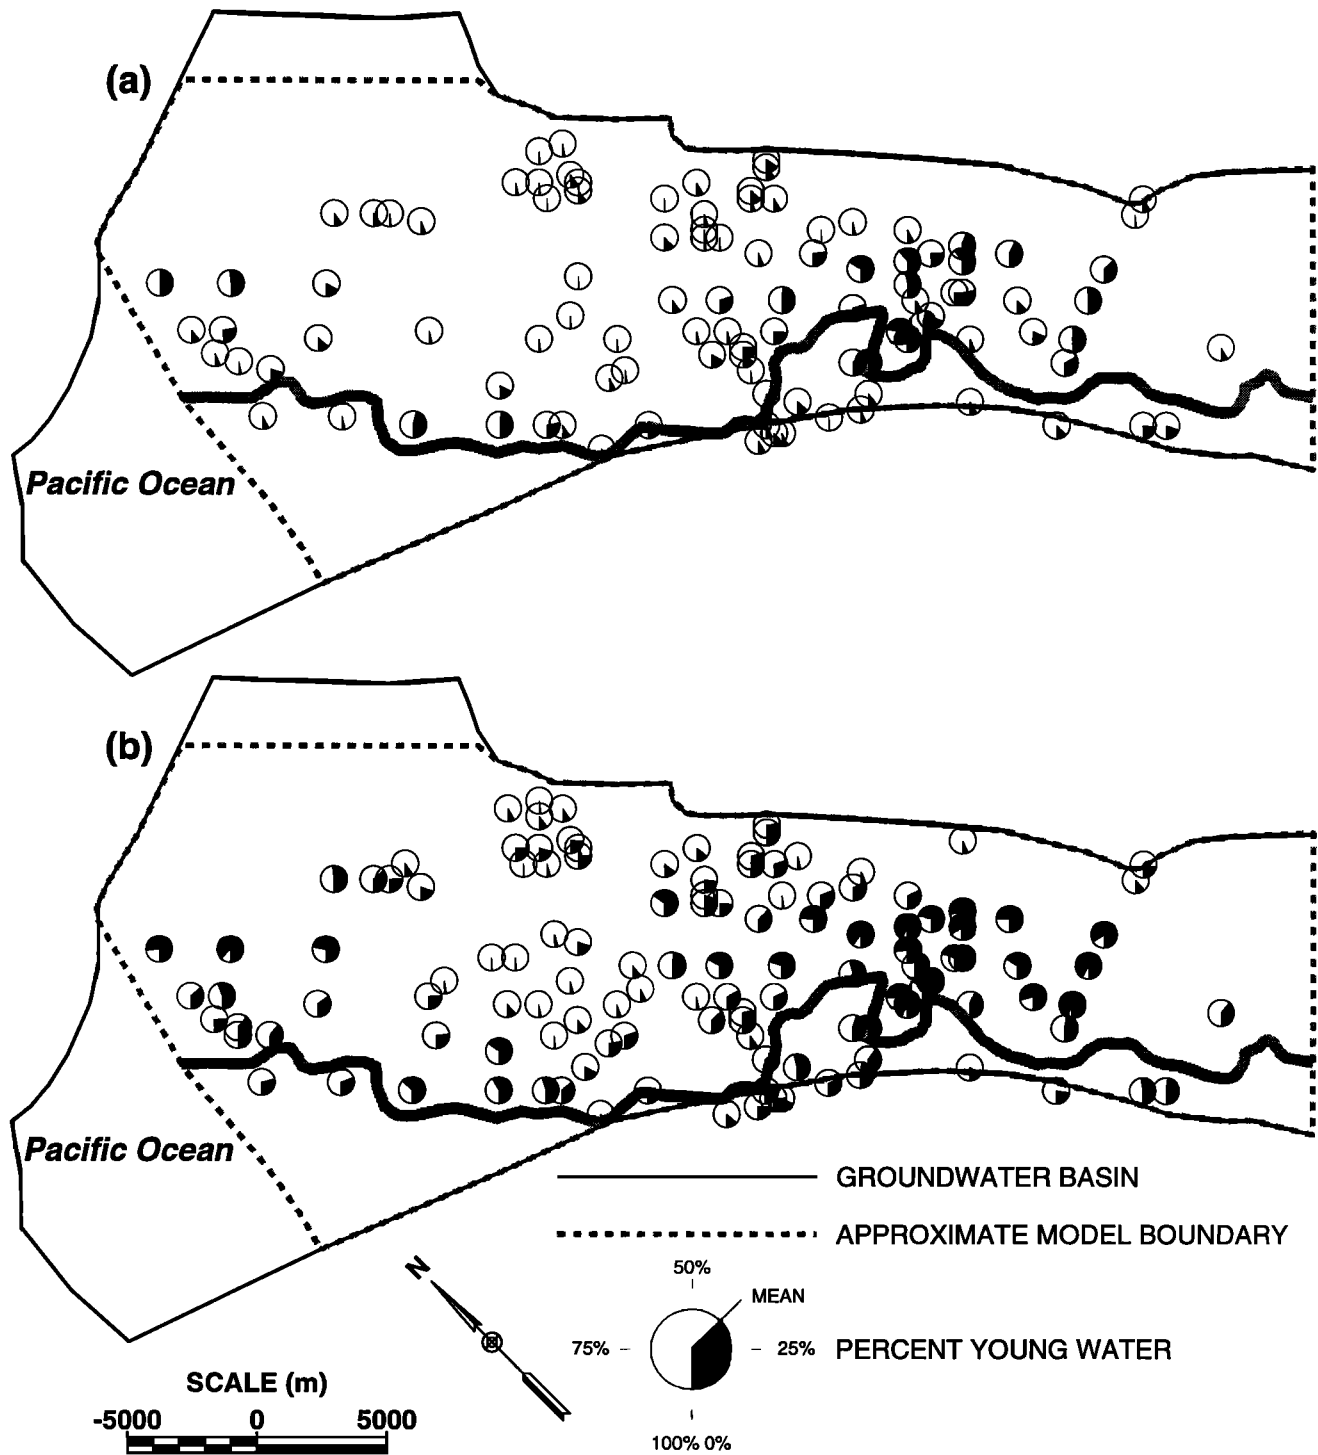 (a)
Pacific Ocean
(b)
Pacific Ocean
GROUNDWATER BASIN
APPROXIMATE MODEL BOUNDARY
N
50%
MEAN
75%
25%
PERCENT YOUNG WATER
100% 0%
SCALE (m)
-5000 0 5000